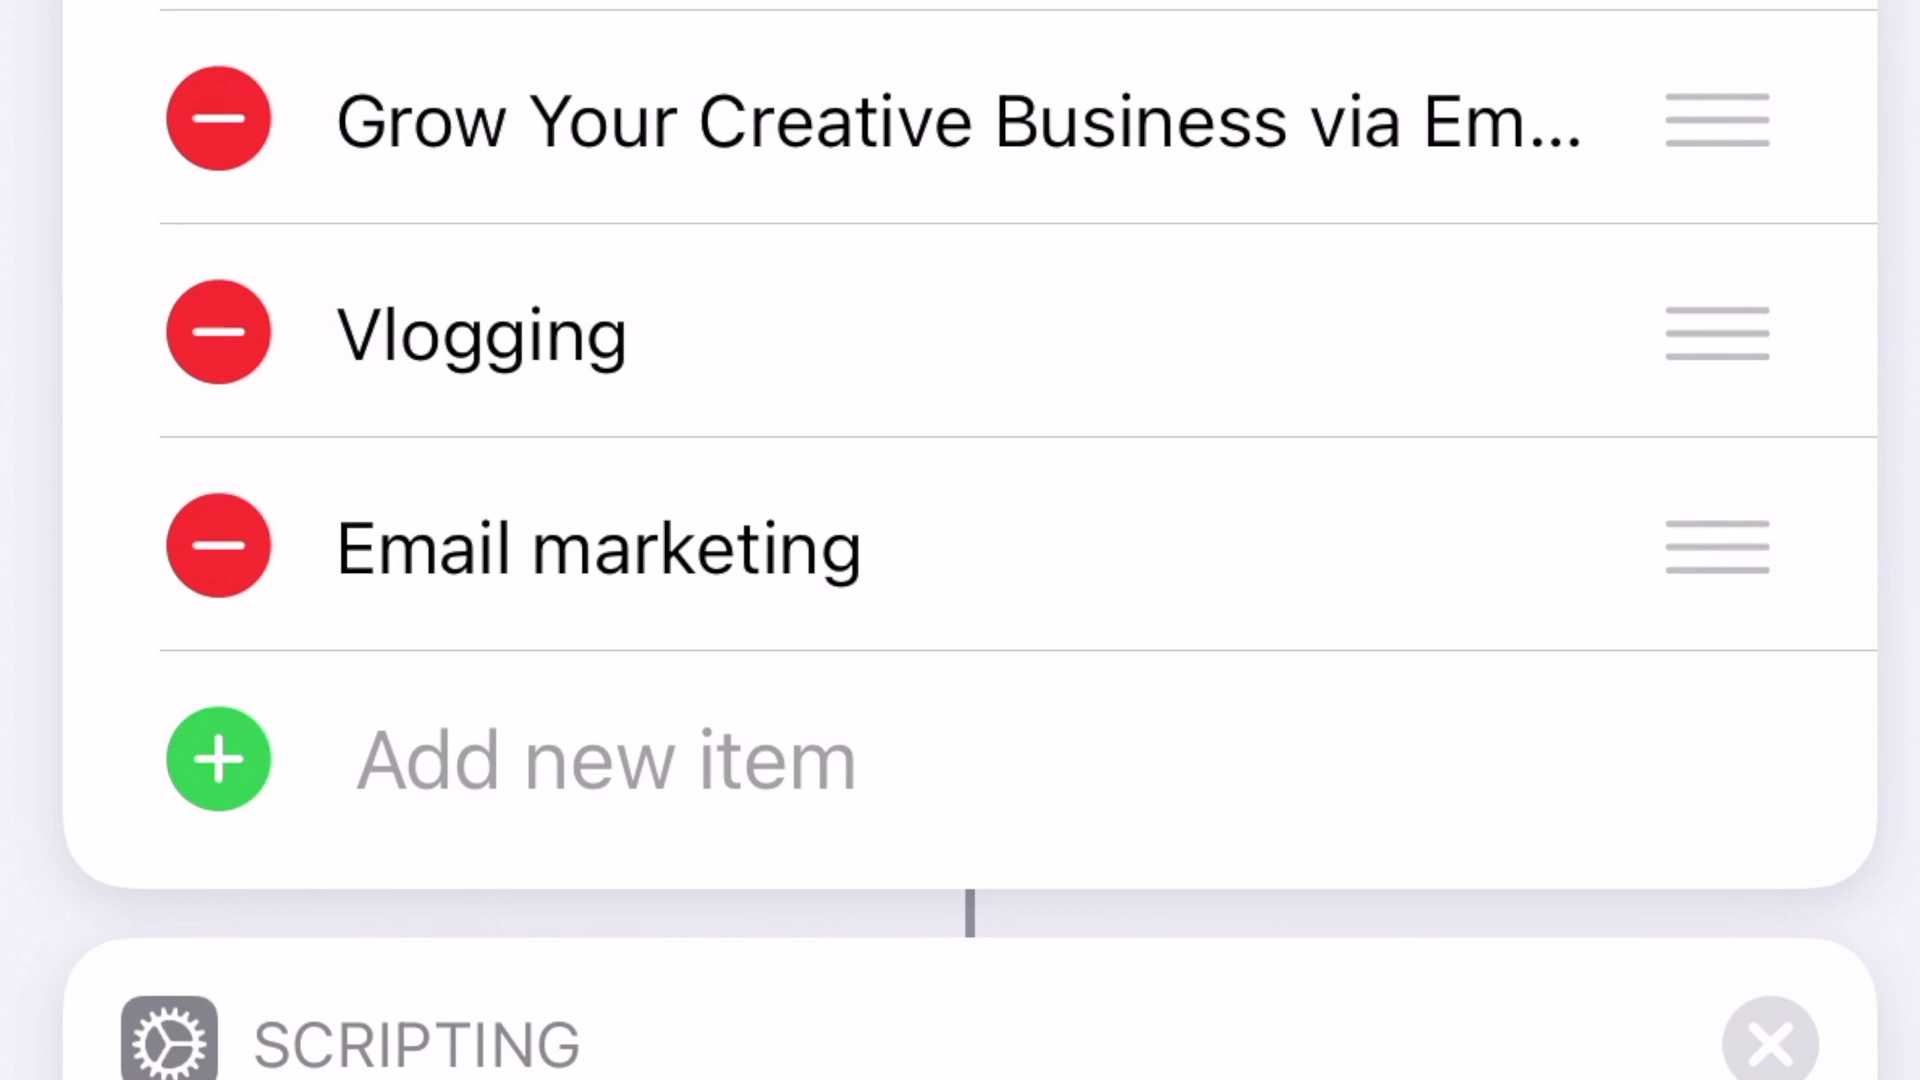 Grow Your Creative Business via Em...
Vlogging
Email marketing
Add new item
SCRIPTING